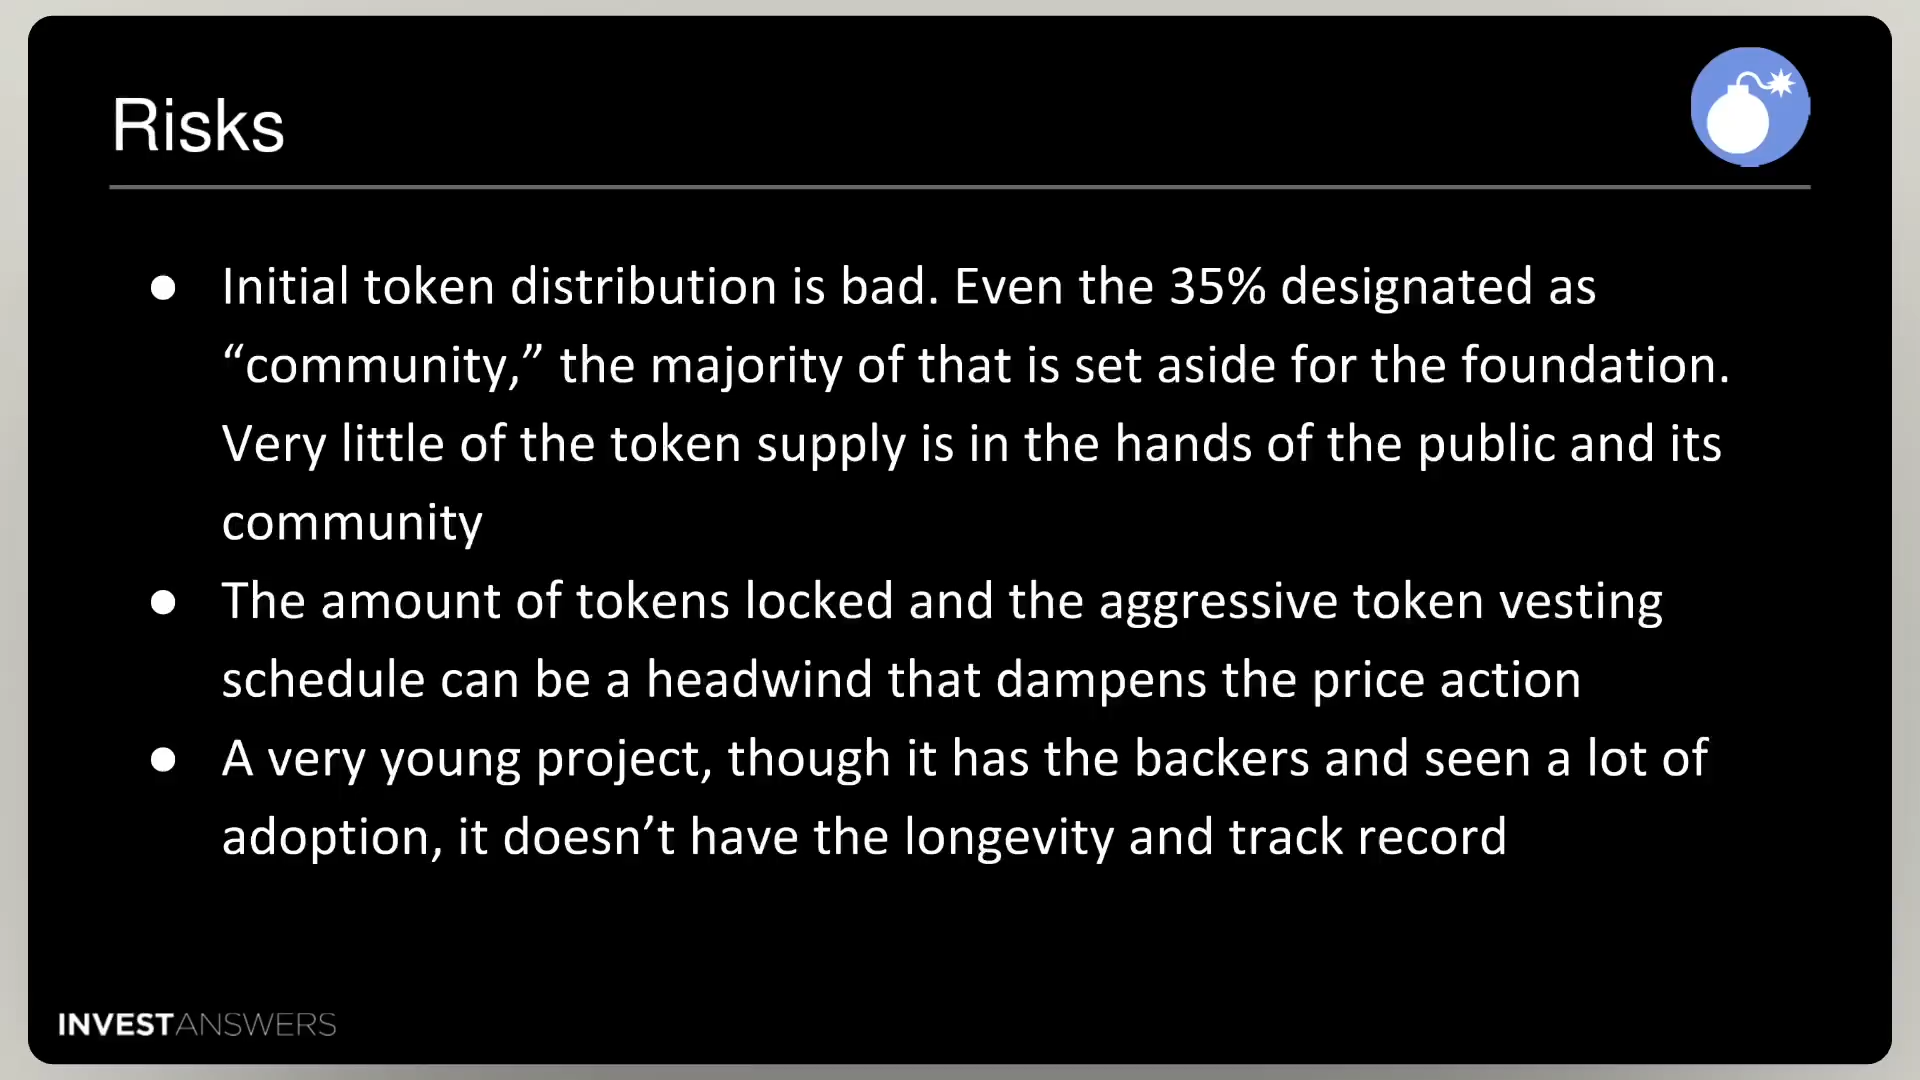 Risks
● Initial token distribution is bad. Even the 35% designated as
“community,” the majority of that is set aside for the foundation.
Very little of the token supply is in the hands of the public and its
community
● The amount of tokens locked and the aggressive token vesting
schedule can be a headwind that dampens the price action
● A very young project, though it has the backers and seen a lot of
adoption, it doesn’t have the longevity and track record
INVESTANSWERS